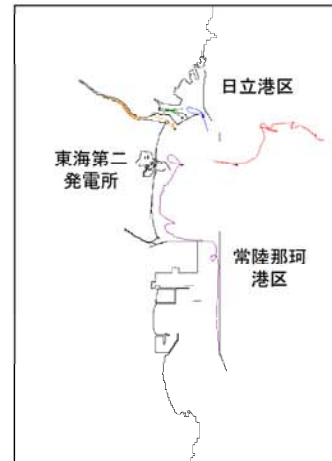 日立港区
東海第二
発電所
常陸那珂
港区